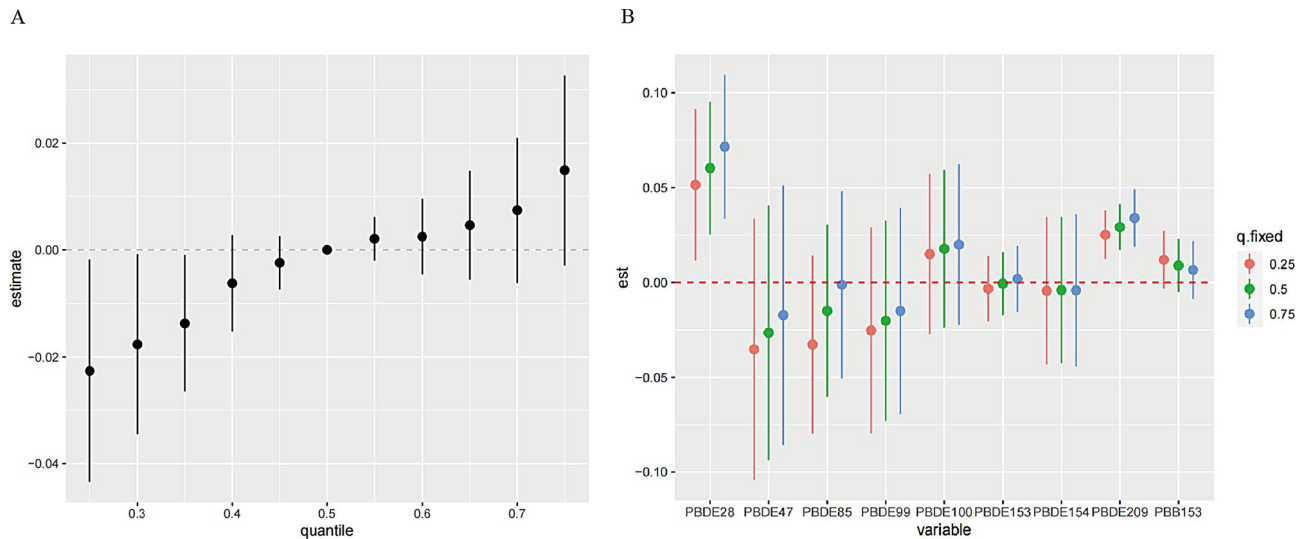 A
B
0.02
0.00
−0.02
−0.04
estimate
0.3
0.4
0.5
0.6
0.7
quantile
0.10
0.05
0.00
−0.05
−0.10
est
PBDE28
PBDE47
PBDE85
PBDE99
PBDE100
PBDE153
PBDE154
PBDE209
PBB153
variable
q.fixed
0.25
0.5
0.75